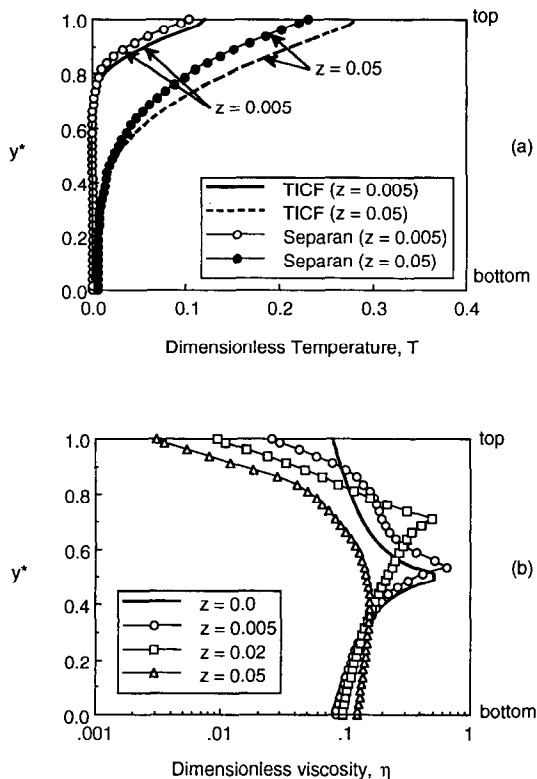 top
1.0
0.8
0.6
y*
0.4
0.2
0.0
z = 0.05
z = 0.005
(a)
TICF (z = 0.005)
TICF (z = 0.05)
Separan (z = 0.005)
Separan (z = 0.05)
bottom
0.0 0.1 0.2 0.3 0.4
Dimensionless Temperature, T
top
1.0
0.8
0.6
y*
0.4
0.2
0.0
(b)
z = 0.0
z = 0.005
z = 0.02
z = 0.05
bottom
.001 .01 0.1 1
Dimensionless viscosity, η